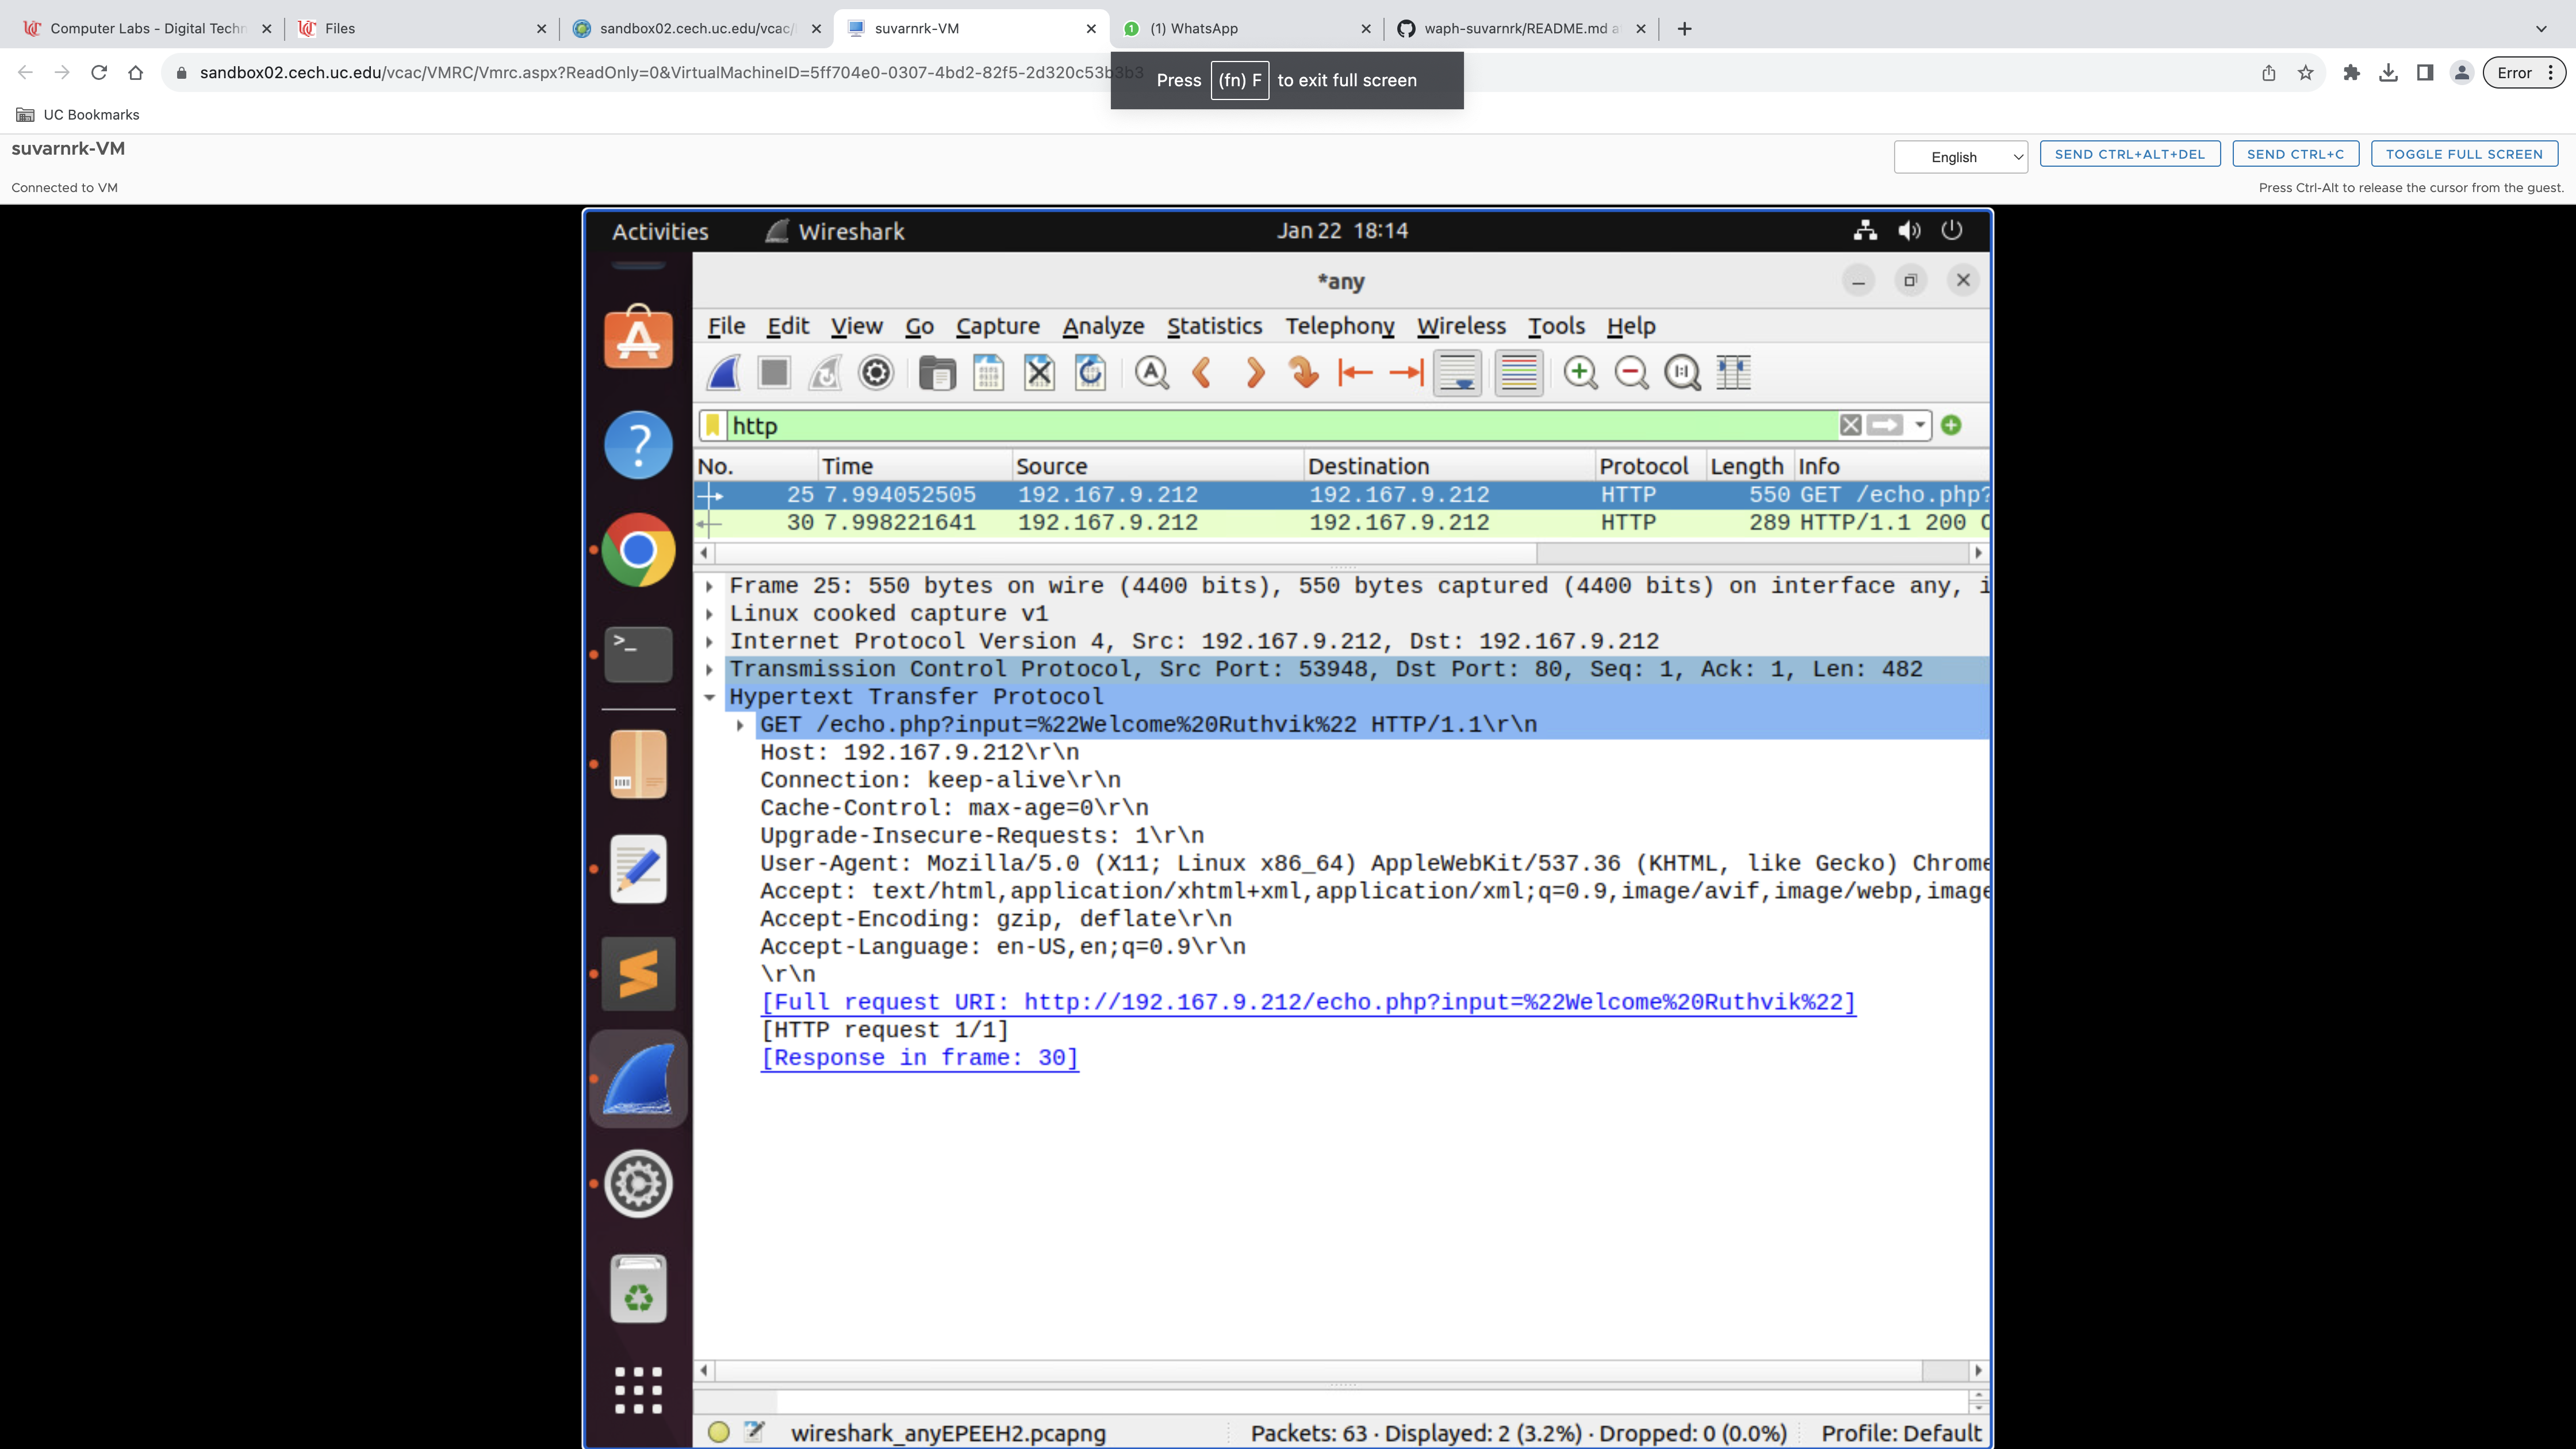 Computer Labs - Digital Techn
Files
sandbox02.cech.uc.edu/vcac/
suvarnrk-VM
(1) WhatsApp
waph-suvarnrk/README.md a
sandbox02.cech.uc.edu/vcac/VMRC/Vmrc.aspx?ReadOnly=0&VirtualMachineID=5ff704e0-0307-4bd2-82f5-2d320c53b3b3
Press (fn) F to exit full screen
Error
UC Bookmarks
suvarnrk-VM
English
SEND CTRL+ALT+DEL
SEND CTRL+C
TOGGLE FULL SCREEN
Connected to VM
Press Ctrl-Alt to release the cursor from the guest.
Activities Wireshark Jan 22 18:14
*any
File Edit View Go Capture Analyze Statistics Telephony Wireless Tools Help
http
No. Time Source Destination Protocol Length Info
25 7.994052505 192.167.9.212 192.167.9.212 HTTP 550 GET /echo.php?
30 7.998221641 192.167.9.212 192.167.9.212 HTTP 289 HTTP/1.1 200
Frame 25: 550 bytes on wire (4400 bits), 550 bytes captured (4400 bits) on interface any, i
Linux cooked capture v1
Internet Protocol Version 4, Src: 192.167.9.212, Dst: 192.167.9.212
Transmission Control Protocol, Src Port: 53948, Dst Port: 80, Seq: 1, Ack: 1, Len: 482
Hypertext Transfer Protocol
GET /echo.php?input=%22Welcome%20Ruthvik%22 HTTP/1.1\r\n
Host: 192.167.9.212\r\n
Connection: keep-alive\r\n
Cache-Control: max-age=0\r\n
Upgrade-Insecure-Requests: 1\r\n
User-Agent: Mozilla/5.0 (X11; Linux x86_64) AppleWebKit/537.36 (KHTML, like Gecko) Chrome
Accept: text/html,application/xhtml+xml,application/xml;q=0.9,image/avif,image/webp,image
Accept-Encoding: gzip, deflate\r\n
Accept-Language: en-US,en;q=0.9\r\n
\r\n
[Full request URI: http://192.167.9.212/echo.php?input=%22Welcome%20Ruthvik%22]
[HTTP request 1/1]
[Response in frame: 30]
wireshark_anyEPEEH2.pcapng
Packets: 63 · Displayed: 2 (3.2%) · Dropped: 0 (0.0%)
Profile: Default